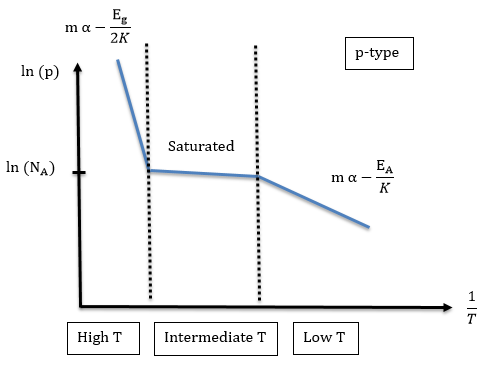 m α − E_g/2K
p-type
ln (p)
Saturated
ln (N_A)
m α − E_A/K
1/T
High T
Intermediate T
Low T